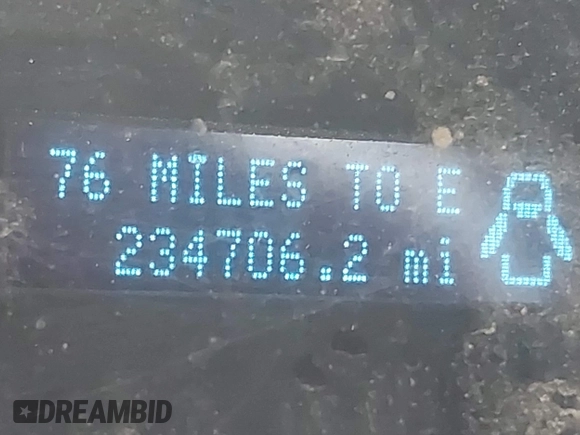 76 MILES TO E
234706.2 mi
DREAMBID